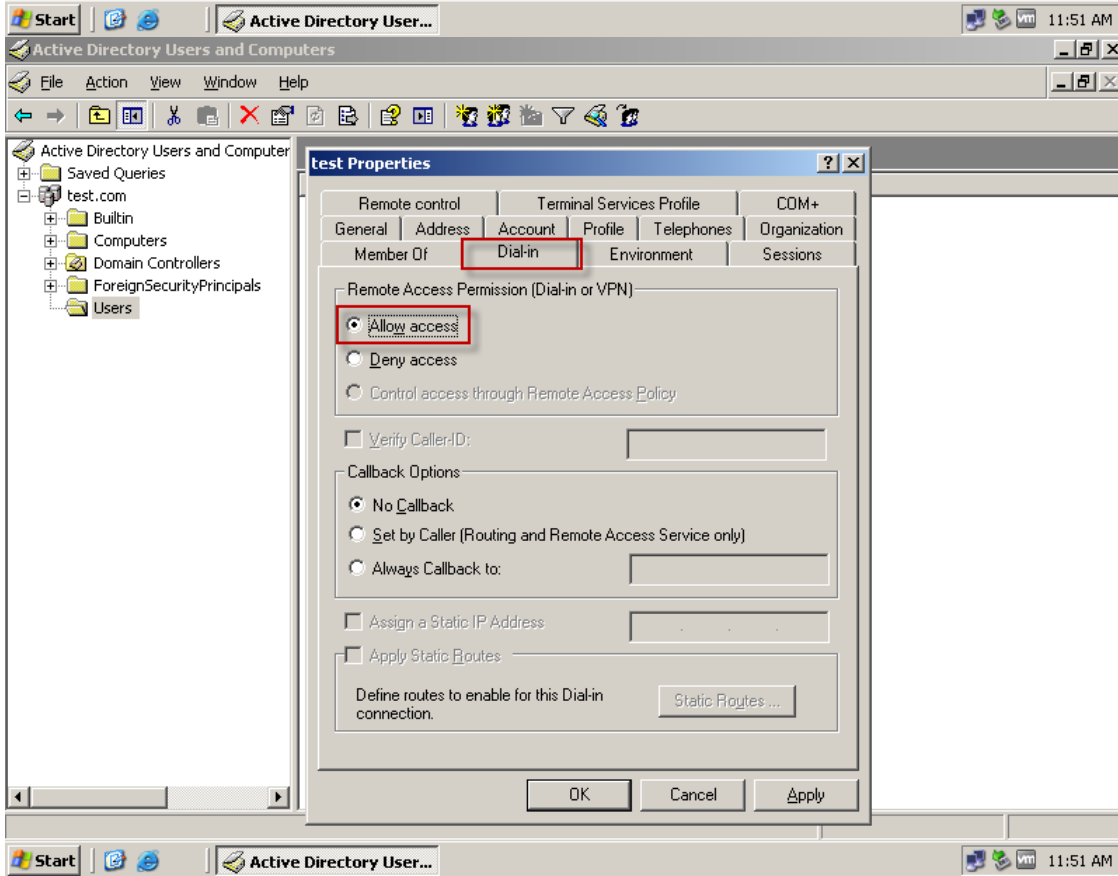 Start Active Directory User... vm 11:51 AM
Active Directory Users and Computers
File Action View Window Help
Active Directory Users and Computer
Saved Queries
test.com
Builtin
Computers
Domain Controllers
ForeignSecurityPrincipals
Users
test Properties
Remote control Terminal Services Profile COM+
General Address Account Profile Telephones Organization
Member Of Dial-in Environment Sessions
Remote Access Permission (Dial-in or VPN)
Allow access
Deny access
Control access through Remote Access Policy
Verify Caller-ID:
Callback Options
No Callback
Set by Caller (Routing and Remote Access Service only)
Always Callback to:
Assign a Static IP Address . . .
Apply Static Routes
Define routes to enable for this Dial-in
connection.
Static Routes ...
OK Cancel Apply
Start Active Directory User... vm 11:51 AM